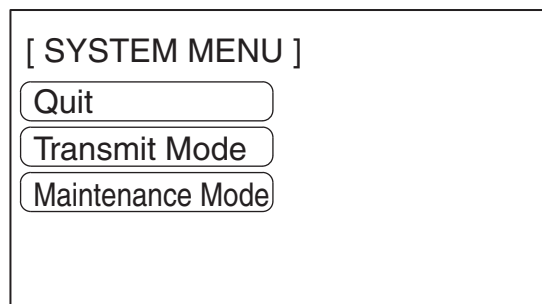 [ SYSTEM MENU ]
Quit
Transmit Mode
Maintenance Mode